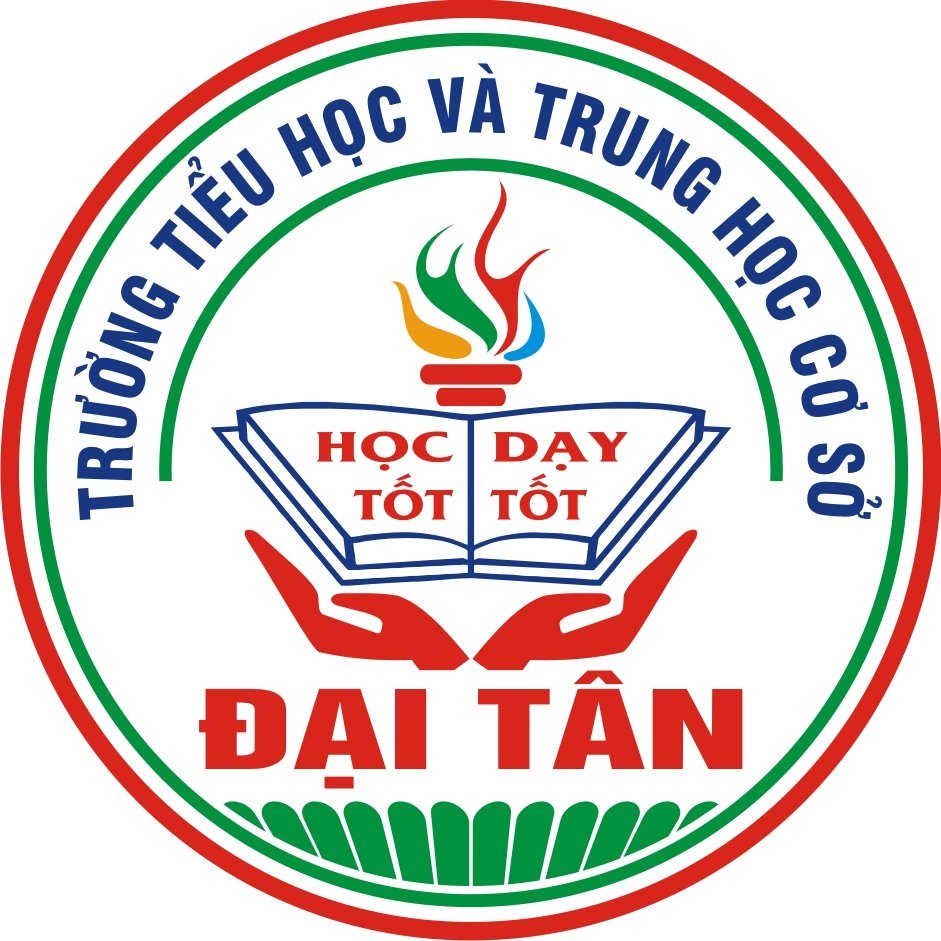 TRƯỜNG TIỂU HỌC VÀ TRUNG HỌC CƠ SỞ
HỌC TỐT
DẠY TỐT
ĐẠI TÂN